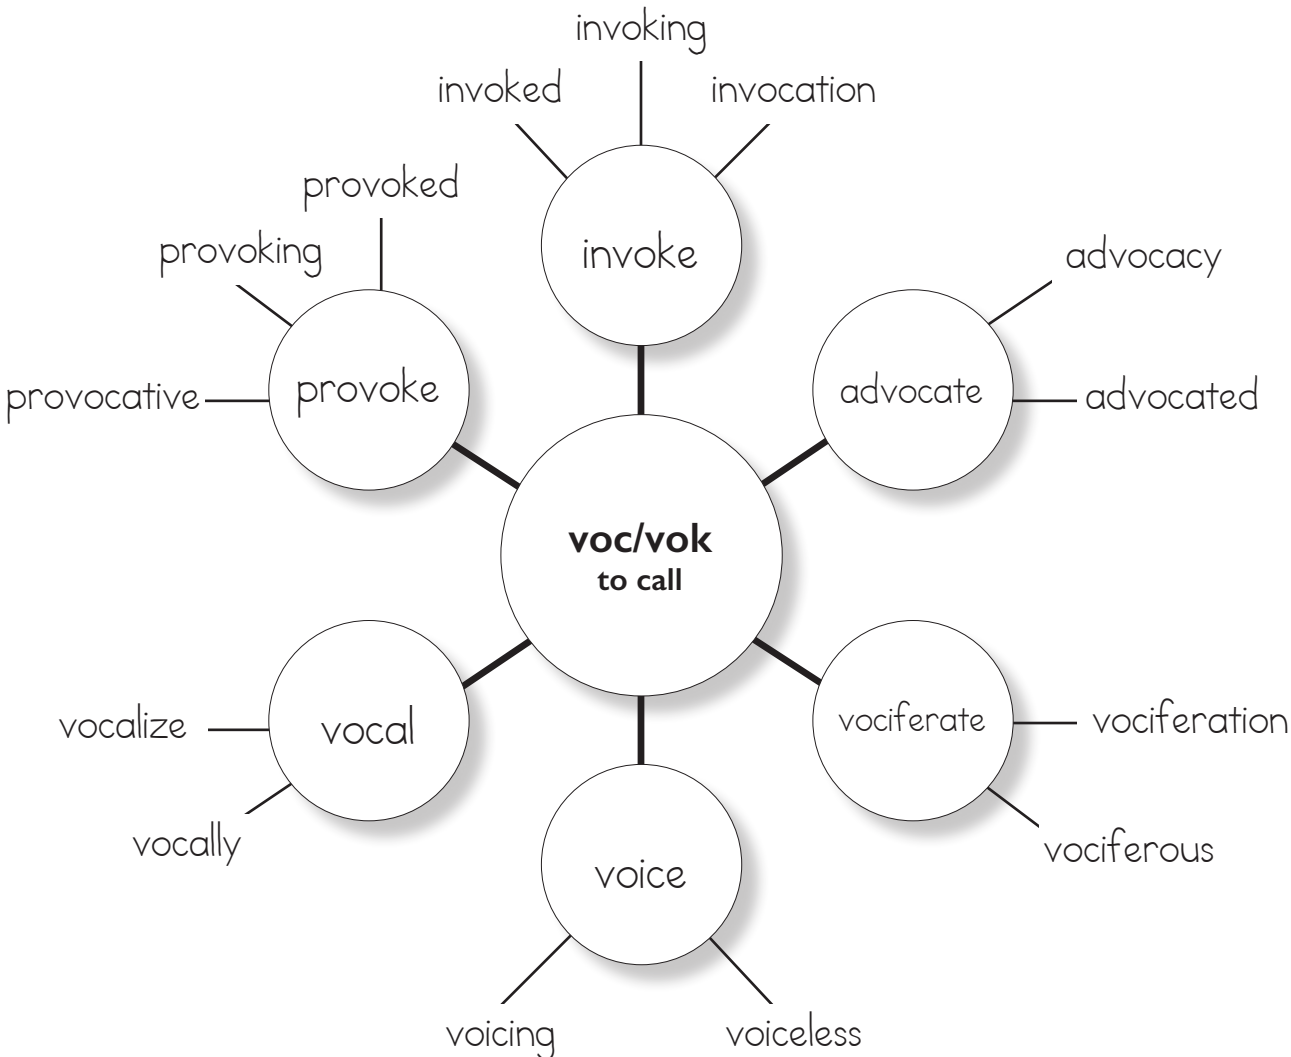 invoking
invoked
invocation
provoked
provoking
invoke
advocacy
provocative
provoke
advocate
advocated
voc/vok
to call
vocalize
vocal
vociferate
vociferation
vocally
vociferous
voice
voicing
voiceless